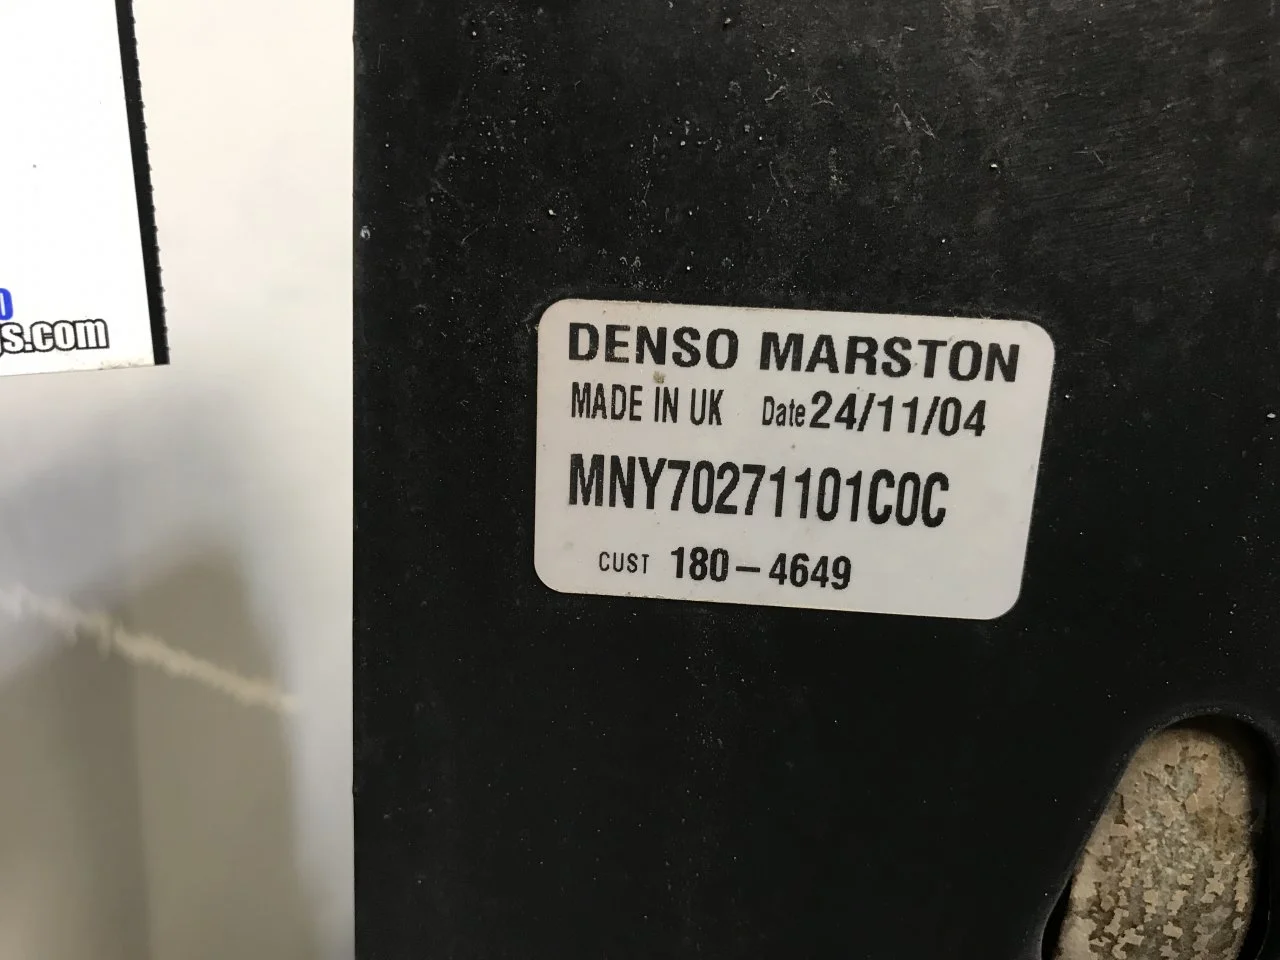 DENSO MARSTON
MADE IN UK Date 24/11/04
MNY70271101C0C
CUST 180-4649
s.com